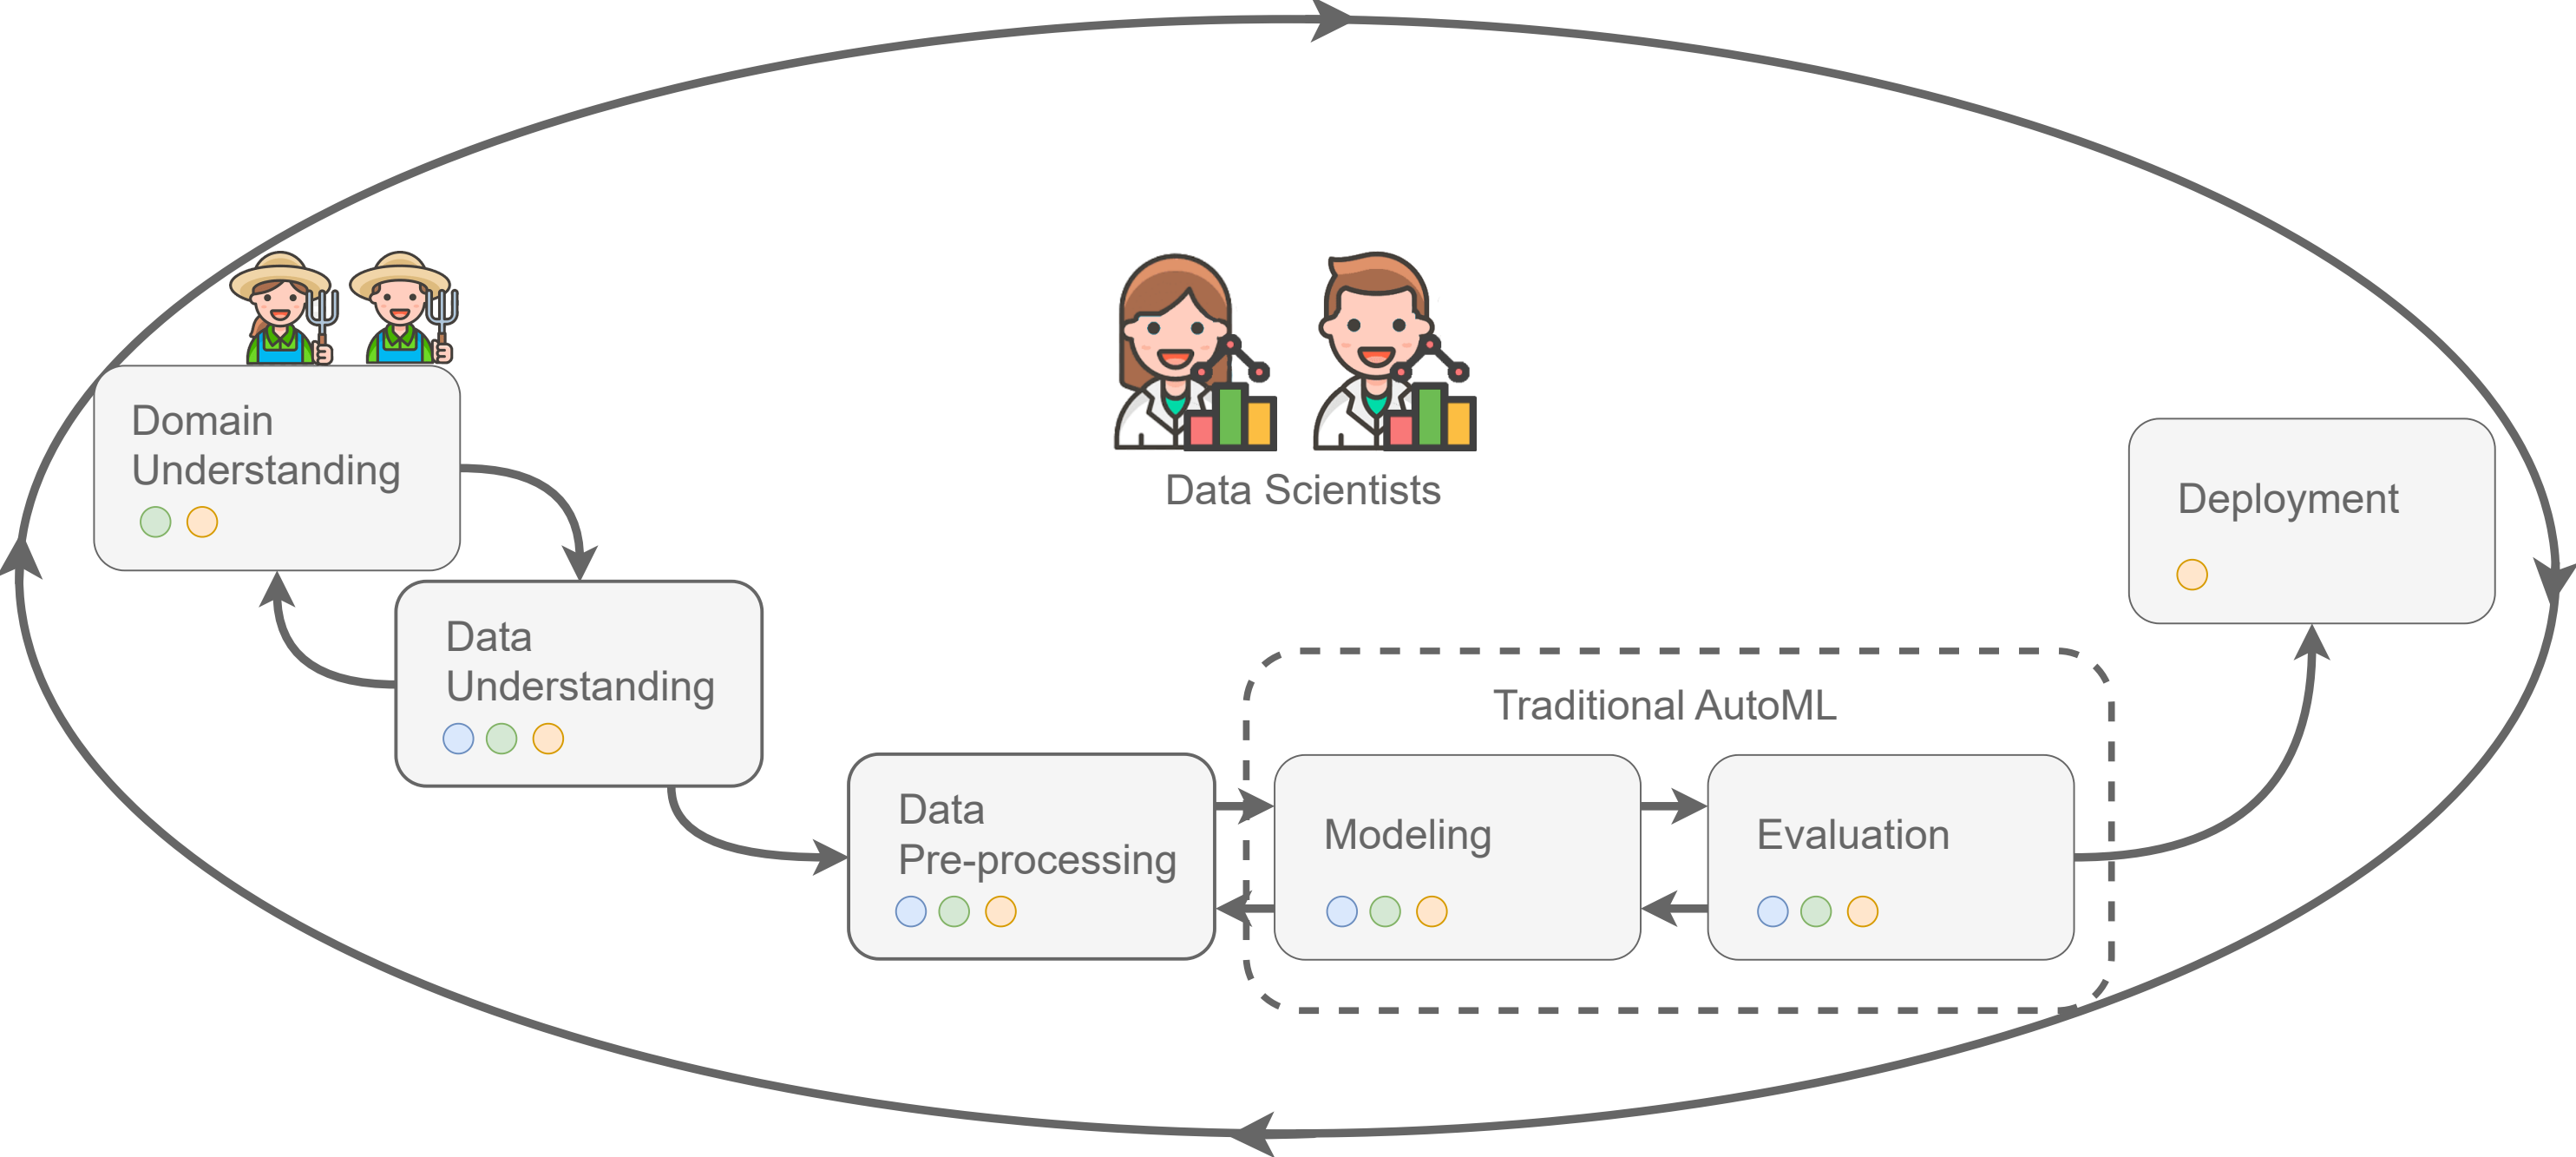 Domain
Understanding
Data Scientists
Deployment
Data
Understanding
Traditional AutoML
Data
Pre-processing
Modeling
Evaluation